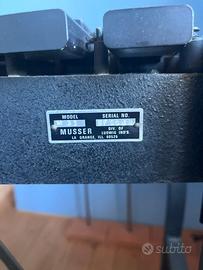 MODEL SERIAL NO.
MUSSER DIV. OF
LUDWIG IND'S.
LA GRANGE, ILL 60525
subito